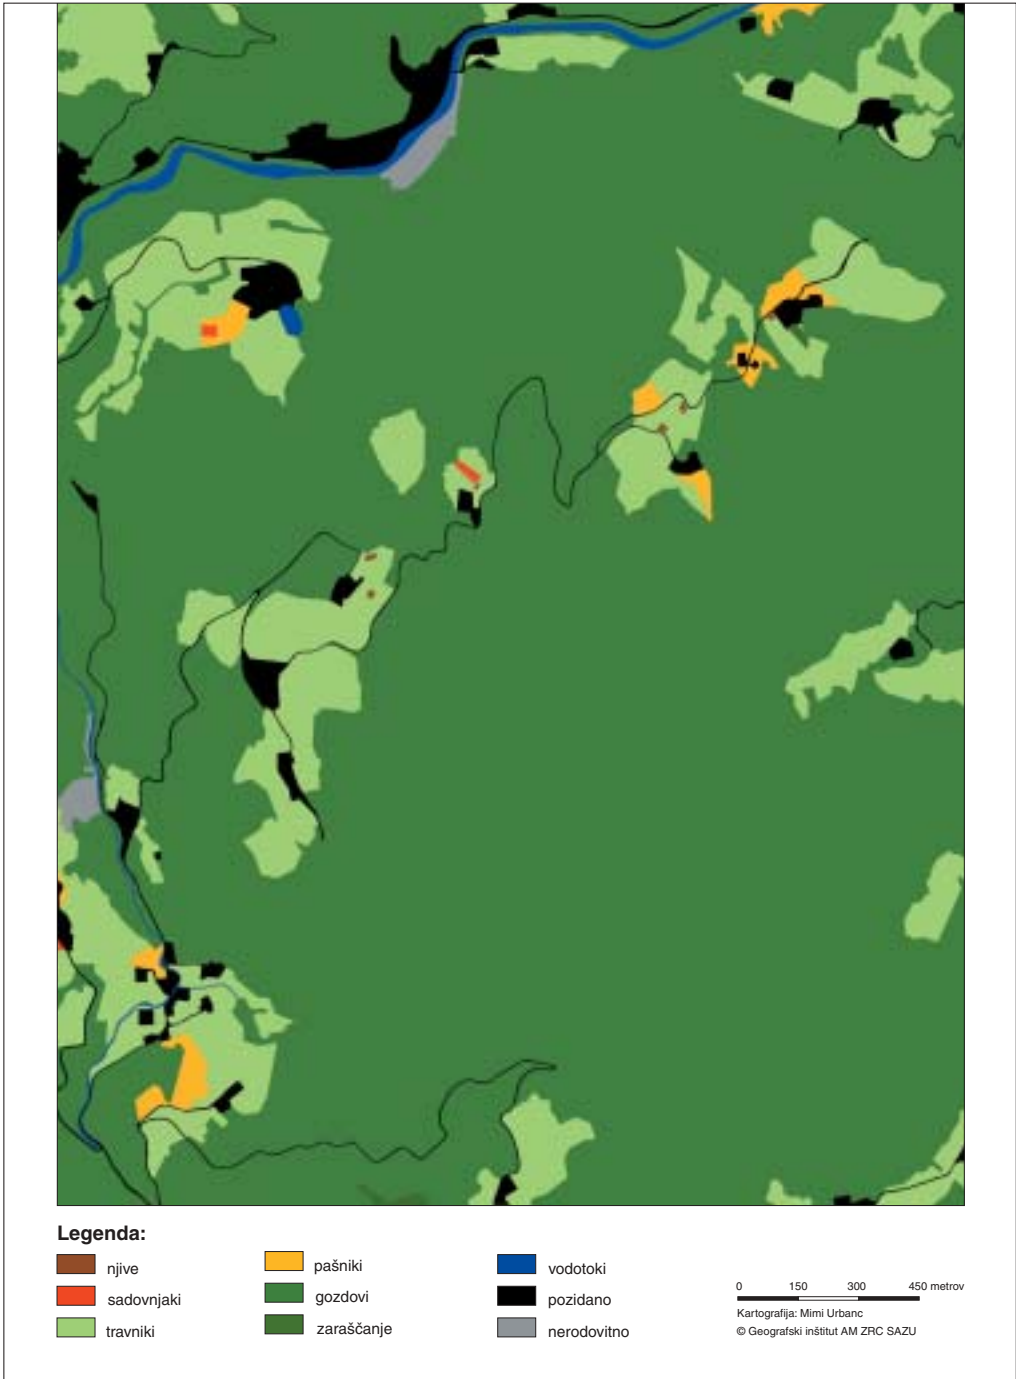 Legenda:
njive
sadovnjaki
travniki
pašniki
gozdovi
zaraščanje
vodotoki
pozidano
nerodovitno
0 150 300 450 metrov
Kartografija: Mimi Urbanc
© Geografski inštitut AM ZRC SAZU